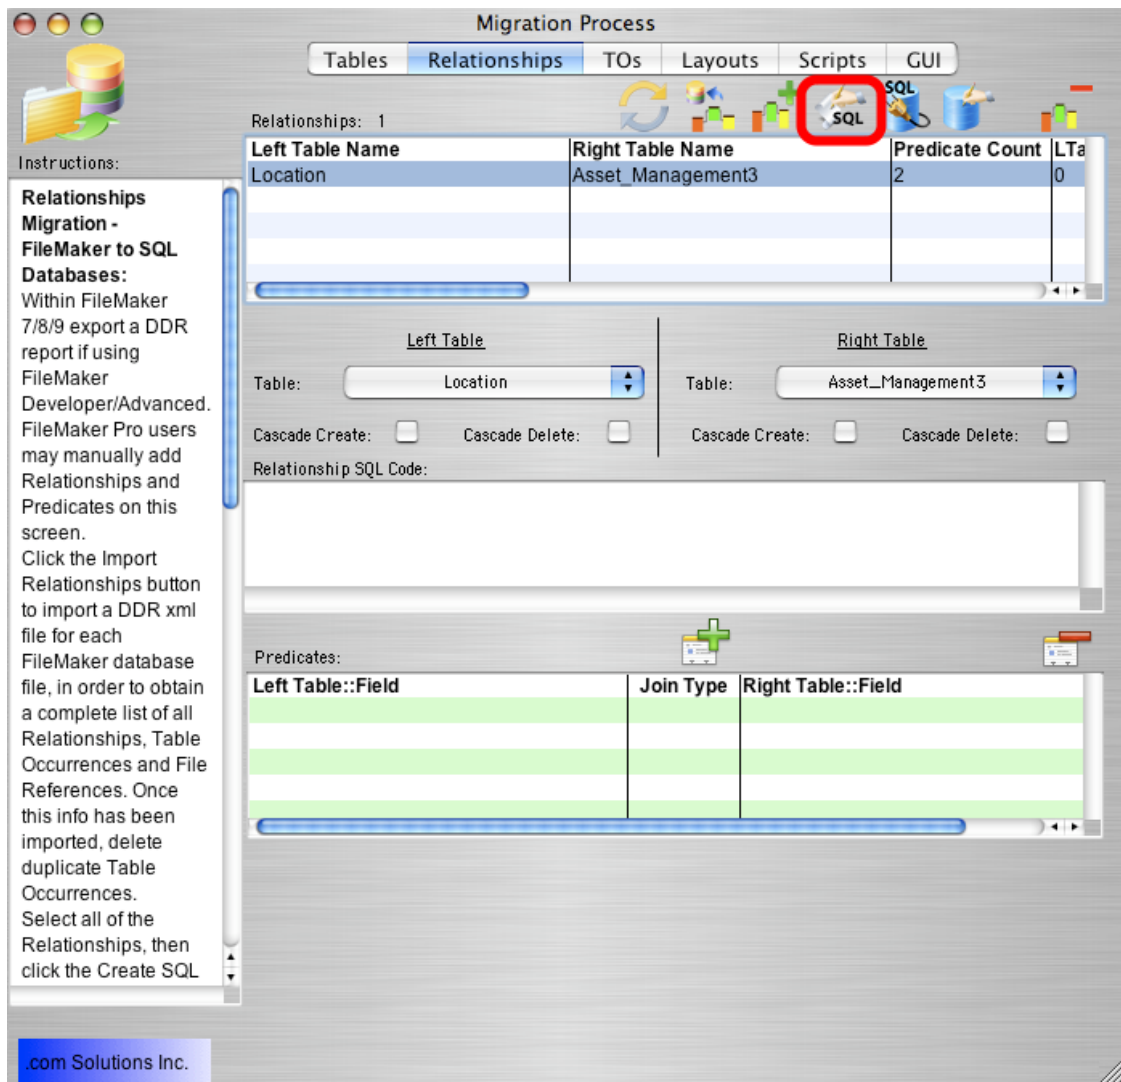 Migration Process
Tables Relationships TOs Layouts Scripts GUI
SQL
SQL
Relationships: 1
Left Table Name Right Table Name Predicate Count LTa
Location Asset_Management3 2 0
Instructions:
Relationships
Migration -
FileMaker to SQL
Databases:
Within FileMaker
7/8/9 export a DDR
report if using
FileMaker
Developer/Advanced.
FileMaker Pro users
may manually add
Relationships and
Predicates on this
screen.
Click the Import
Relationships button
to import a DDR xml
file for each
FileMaker database
file, in order to obtain
a complete list of all
Relationships, Table
Occurrences and File
References. Once
this info has been
imported, delete
duplicate Table
Occurrences.
Select all of the
Relationships, then
click the Create SQL
Left Table Right Table
Table: Location Table: Asset_Management3
Cascade Create: Cascade Delete: Cascade Create: Cascade Delete:
Relationship SQL Code:
Predicates:
Left Table::Field Join Type Right Table::Field
.com Solutions Inc.